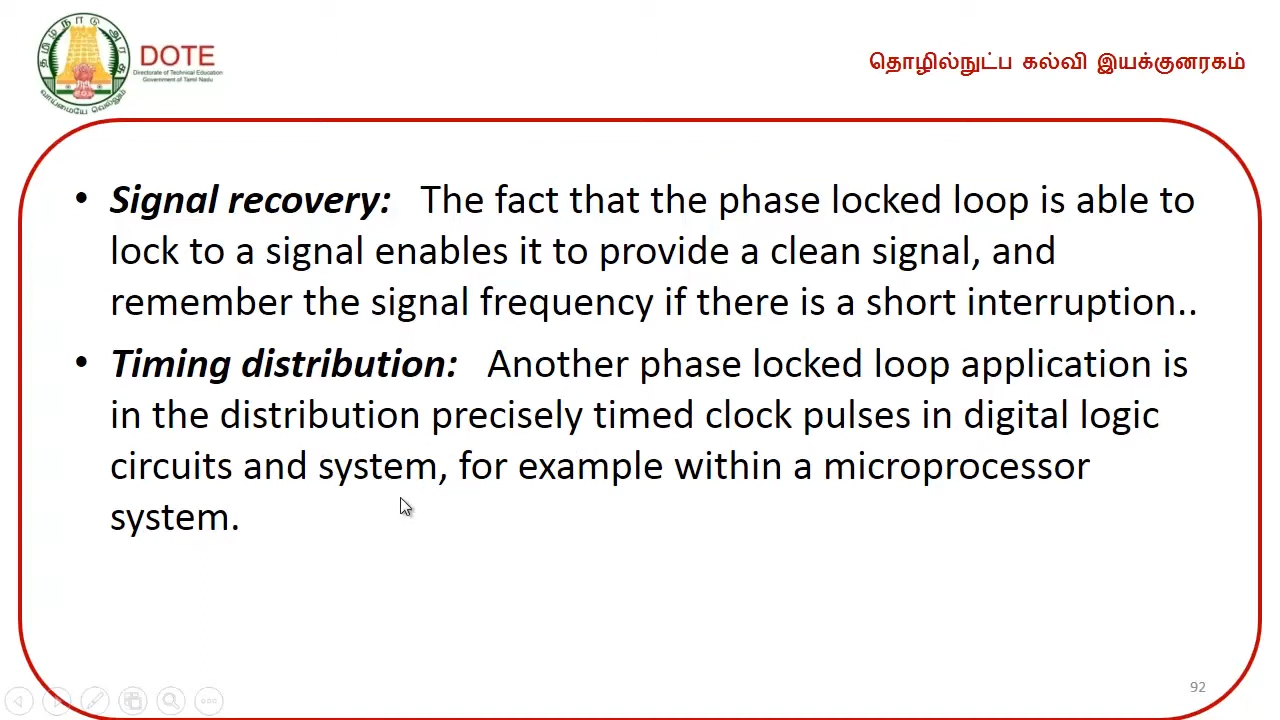 தமிழ்நாடு அரசு
வாய்மையே வெல்லும்
DOTE
Directorate of Technical Education
Government of Tamil Nadu
தொழில்நுட்ப கல்வி இயக்குனரகம்
• Signal recovery: The fact that the phase locked loop is able to
lock to a signal enables it to provide a clean signal, and
remember the signal frequency if there is a short interruption..
• Timing distribution: Another phase locked loop application is
in the distribution precisely timed clock pulses in digital logic
circuits and system, for example within a microprocessor
system.
92